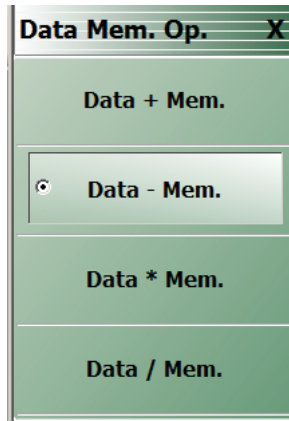 Data Mem. Op. X
Data + Mem.
Data - Mem.
Data * Mem.
Data / Mem.